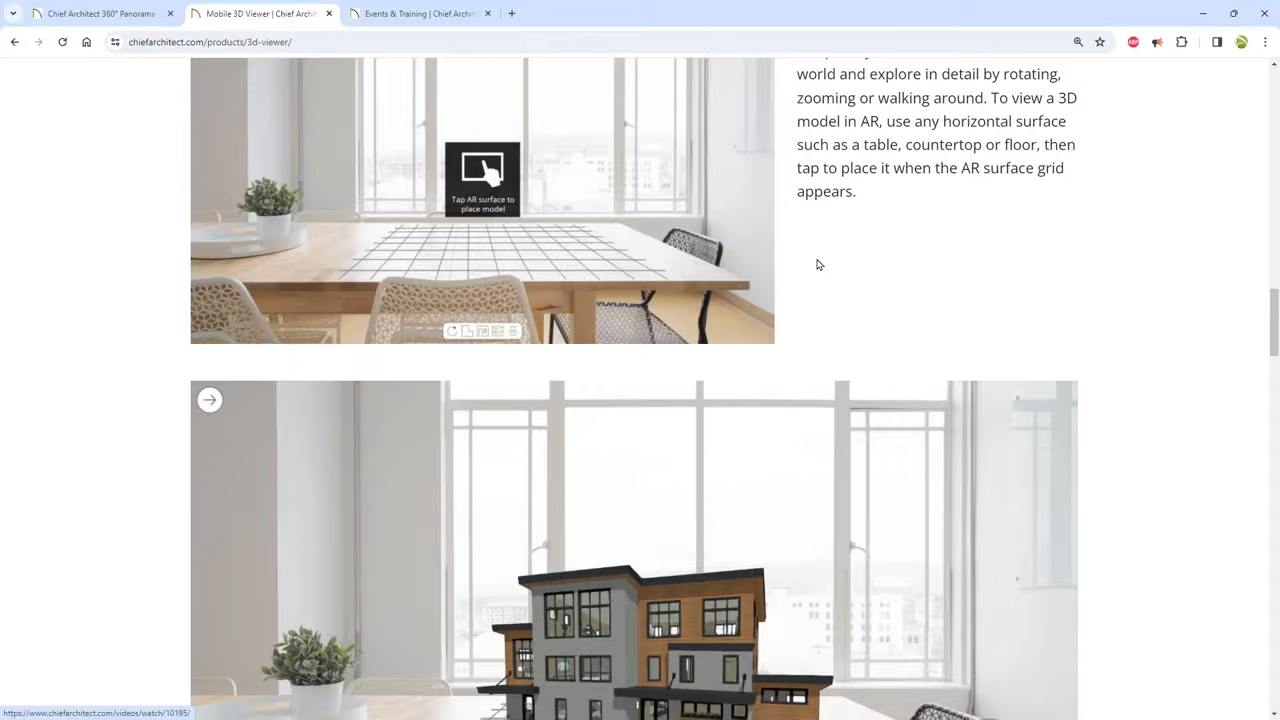 Chief Architect 360° Panorama
Mobile 3D Viewer | Chief Archit
Events & Training | Chief Archit
chiefarchitect.com/products/3d-viewer/
world and explore in detail by rotating,
zooming or walking around. To view a 3D
model in AR, use any horizontal surface
such as a table, countertop or floor, then
tap to place it when the AR surface grid
appears.
Tap AR surface to
place model
https://www.chiefarchitect.com/videos/watch/10195/